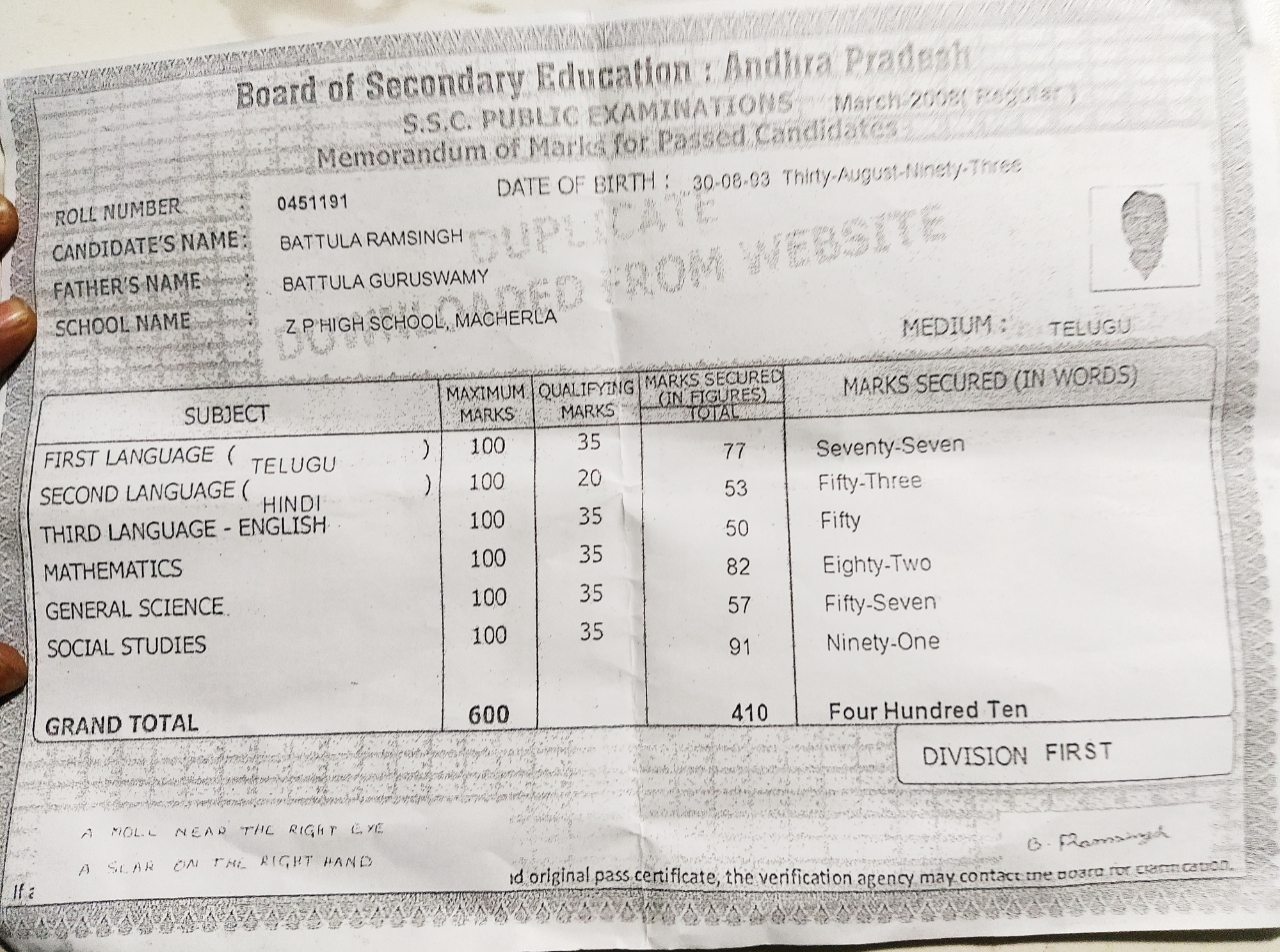 Board of Secondary Education : Andhra Pradesh
S.S.C. PUBLIC EXAMINATIONS March-2008( Regular )
Memorandum of Marks for Passed Candidates
DATE OF BIRTH : 30-08-93 Thirty-August-Ninety-Three
ROLL NUMBER : 0451191
CANDIDATE'S NAME: BATTULA RAMSINGH
FATHER'S NAME : BATTULA GURUSWAMY
SCHOOL NAME : Z P HIGH SCHOOL, MACHERLA
DUPLICATE
DOWNLOADED FROM WEBSITE
MEDIUM : TELUGU
SUBJECT MAXIMUM MARKS QUALIFYING MARKS MARKS SECURED (IN FIGURES) TOTAL MARKS SECURED (IN WORDS)
FIRST LANGUAGE ( TELUGU ) 100 35 77 Seventy-Seven
SECOND LANGUAGE ( HINDI ) 100 20 53 Fifty-Three
THIRD LANGUAGE - ENGLISH 100 35 50 Fifty
MATHEMATICS 100 35 82 Eighty-Two
GENERAL SCIENCE 100 35 57 Fifty-Seven
SOCIAL STUDIES 100 35 91 Ninety-One
GRAND TOTAL 600 410 Four Hundred Ten
DIVISION FIRST
A MOLL NEAR THE RIGHT EYE
A SCAR ON THE RIGHT HAND
B. Ramsingh
If a
id original pass certificate, the verification agency may contact the Board for clarification.